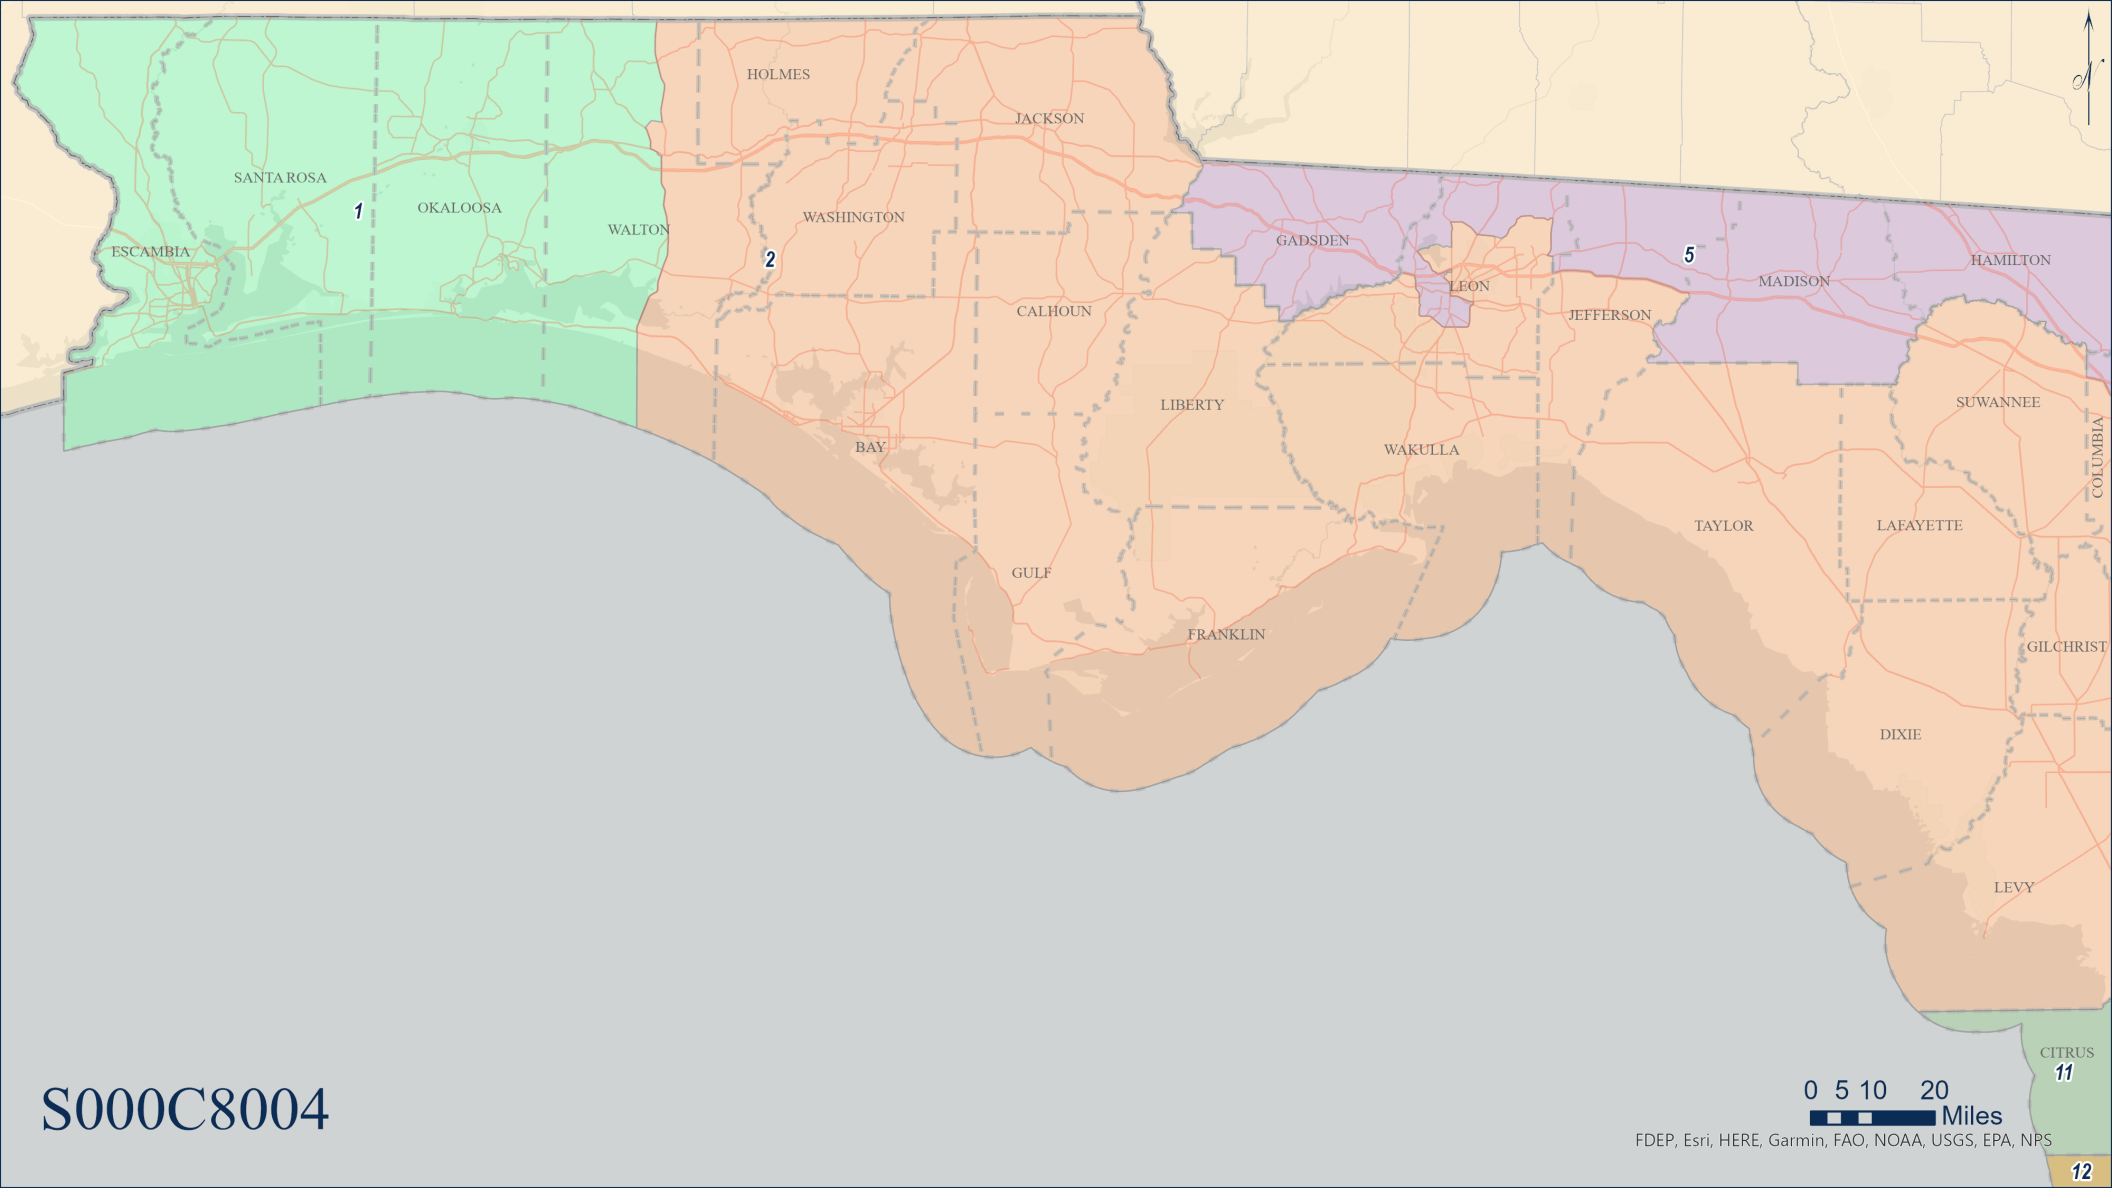 HOLMES
JACKSON
SANTA ROSA
OKALOOSA
1
WALTON
WASHINGTON
ESCAMBIA
2
GADSDEN
5
HAMILTON
MADISON
LEON
CALHOUN
JEFFERSON
LIBERTY
SUWANNEE
BAY
WAKULLA
COLUMBIA
TAYLOR
LAFAYETTE
GULF
FRANKLIN
GILCHRIST
DIXIE
LEVY
CITRUS
11
12
N
S000C8004
0 5 10 20
Miles
FDEP, Esri, HERE, Garmin, FAO, NOAA, USGS, EPA, NPS